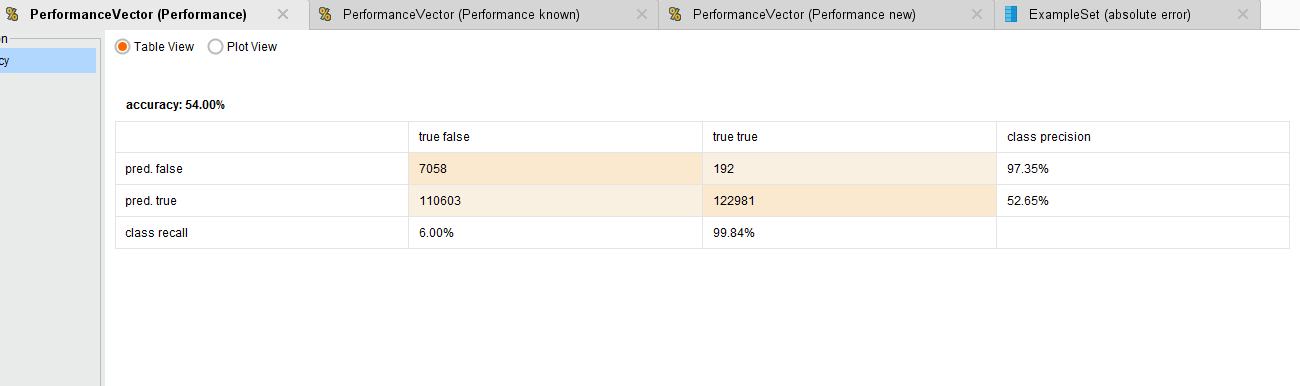 PerformanceVector (Performance) PerformanceVector (Performance known) PerformanceVector (Performance new) ExampleSet (absolute error)
n
cy
Table View Plot View
accuracy: 54.00%
true false true true class precision
pred. false 7058 192 97.35%
pred. true 110603 122981 52.65%
class recall 6.00% 99.84%